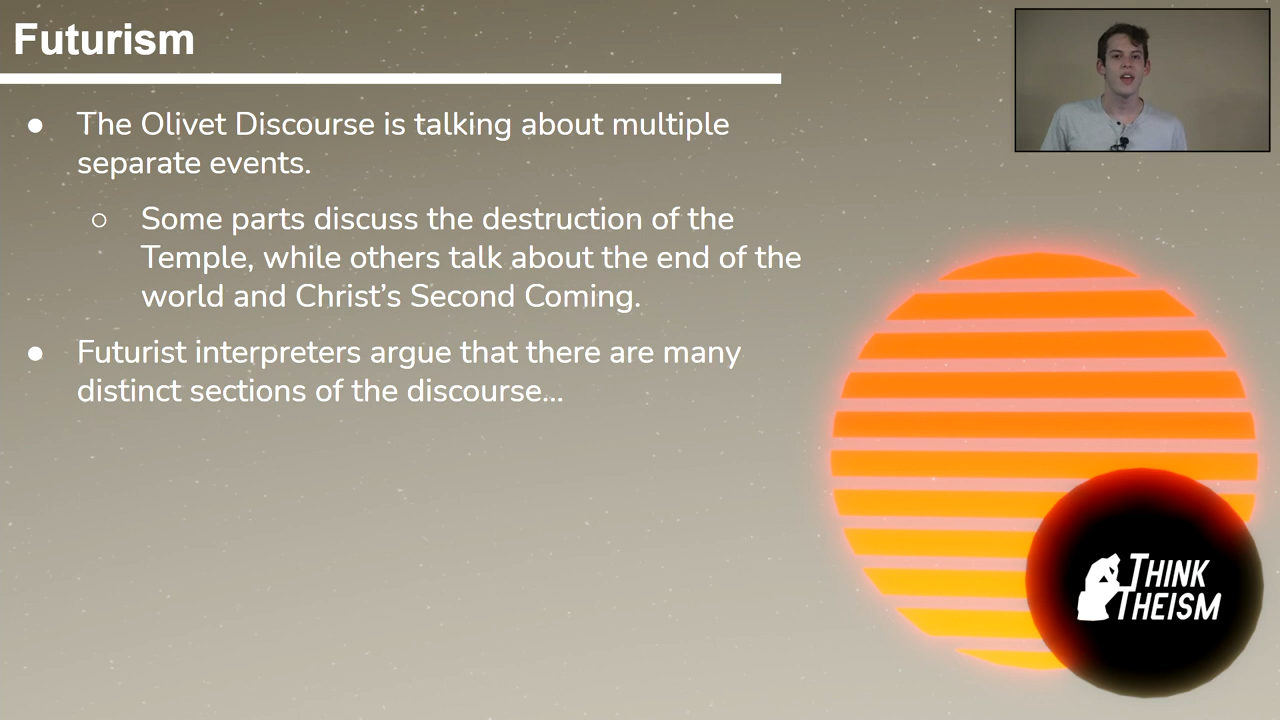 Futurism
● The Olivet Discourse is talking about multiple
separate events.
○ Some parts discuss the destruction of the
Temple, while others talk about the end of the
world and Christ’s Second Coming.
● Futurist interpreters argue that there are many
distinct sections of the discourse...
THINK
THEISM